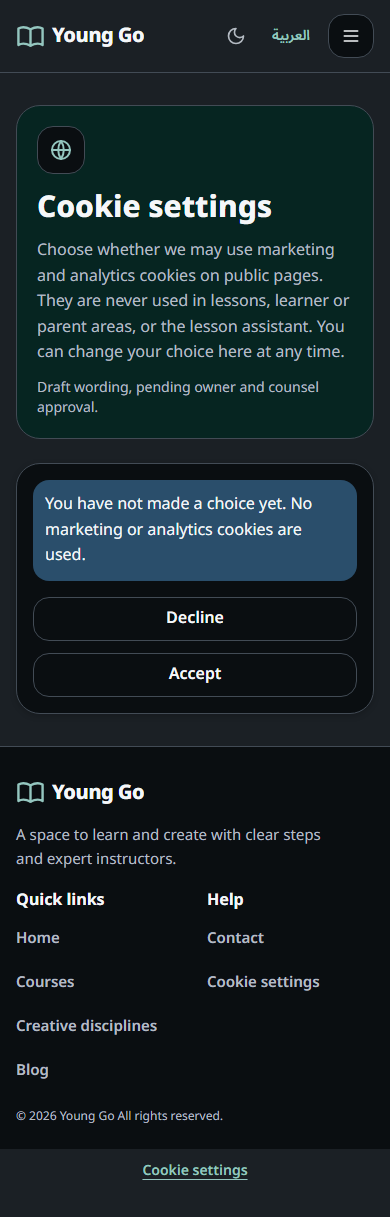 Young Go
العربية
Cookie settings
Choose whether we may use marketing
and analytics cookies on public pages.
They are never used in lessons, learner or
parent areas, or the lesson assistant. You
can change your choice here at any time.
Draft wording, pending owner and counsel
approval.
You have not made a choice yet. No
marketing or analytics cookies are
used.
Decline
Accept
Young Go
A space to learn and create with clear steps
and expert instructors.
Quick links
Home
Courses
Creative disciplines
Blog
Help
Contact
Cookie settings
© 2026 Young Go All rights reserved.
Cookie settings